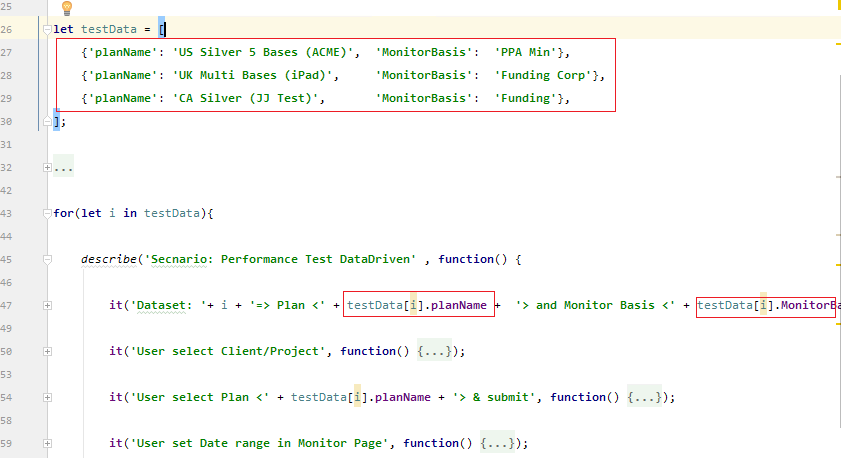 25
26 let testData = [
27 {'planName': 'US Silver 5 Bases (ACME)', 'MonitorBasis': 'PPA Min'},
28 {'planName': 'UK Multi Bases (iPad)', 'MonitorBasis': 'Funding Corp'},
29 {'planName': 'CA Silver (JJ Test)', 'MonitorBasis': 'Funding'},
30 ];
31
32 ...
42
43 for(let i in testData){
44
45 describe('Secnario: Performance Test DataDriven' , function() {
46
47 it('Dataset: '+ i + '=> Plan <' + testData[i].planName + '> and Monitor Basis <' + testData[i].MonitorBa
49
50 it('User select Client/Project', function() {...});
53
54 it('User select Plan <' + testData[i].planName + '> & submit', function() {...});
58
59 it('User set Date range in Monitor Page', function() {...});